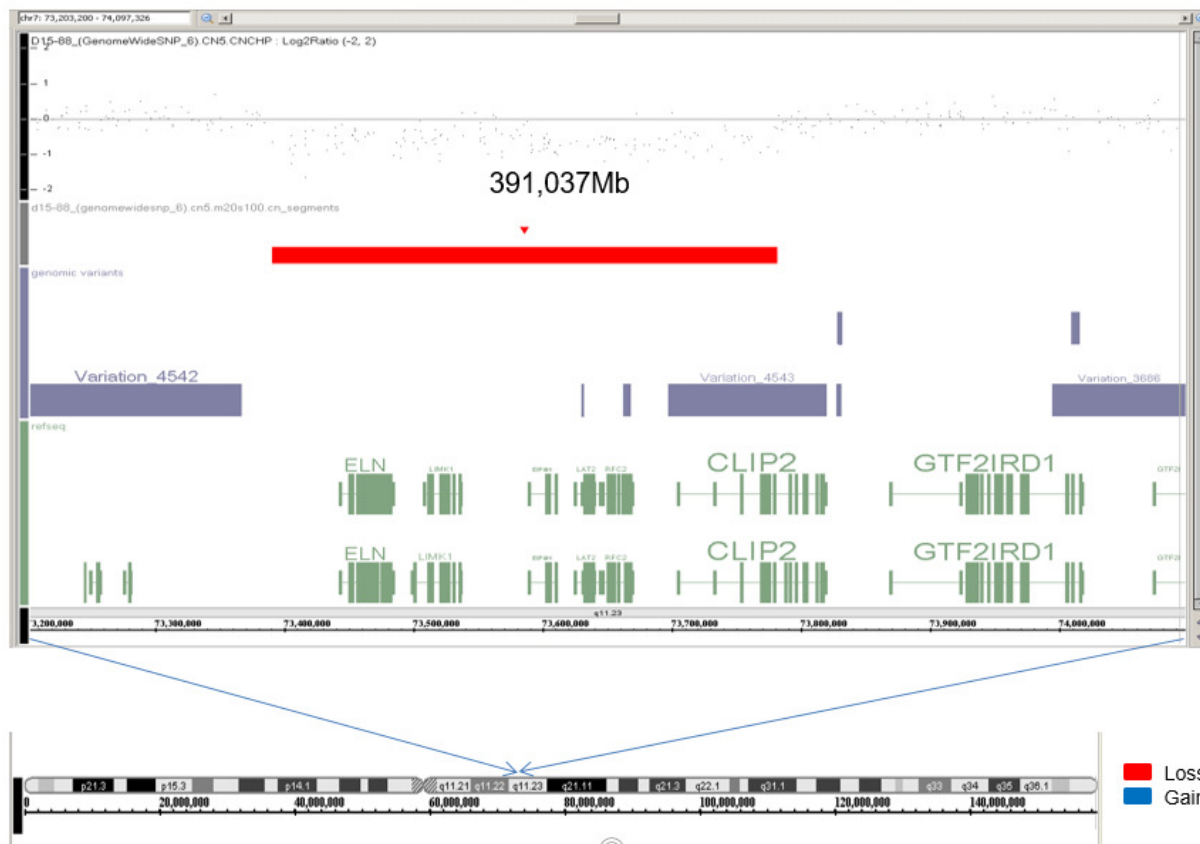 chr7: 73,203,200 - 74,097,326
D15-88_(GenomeWideSNP_6).CN5.CNCHP : Log2Ratio (-2, 2)
2
1
0
-1
-2
391,037Mb
d15-88_(genomewidesnp_6).cn5.m20s100.cn_segments
genomic variants
Variation_4542
Variation_4543
Variation_3686
refseq
ELN LIMK1 EIF4H LAT2 RFC2 CLIP2 GTF2IRD1 GTF2I
ELN LIMK1 EIF4H LAT2 RFC2 CLIP2 GTF2IRD1 GTF2I
q11.23
73,200,000 73,300,000 73,400,000 73,500,000 73,600,000 73,700,000 73,800,000 73,900,000 74,000,000
p21.3 p15.3 p14.1 q11.21 q11.22 q11.23 q21.11 q21.3 q22.1 q31.1 q33 q34 q35 q36.1
0 20,000,000 40,000,000 60,000,000 80,000,000 100,000,000 120,000,000 140,000,000
Loss
Gain